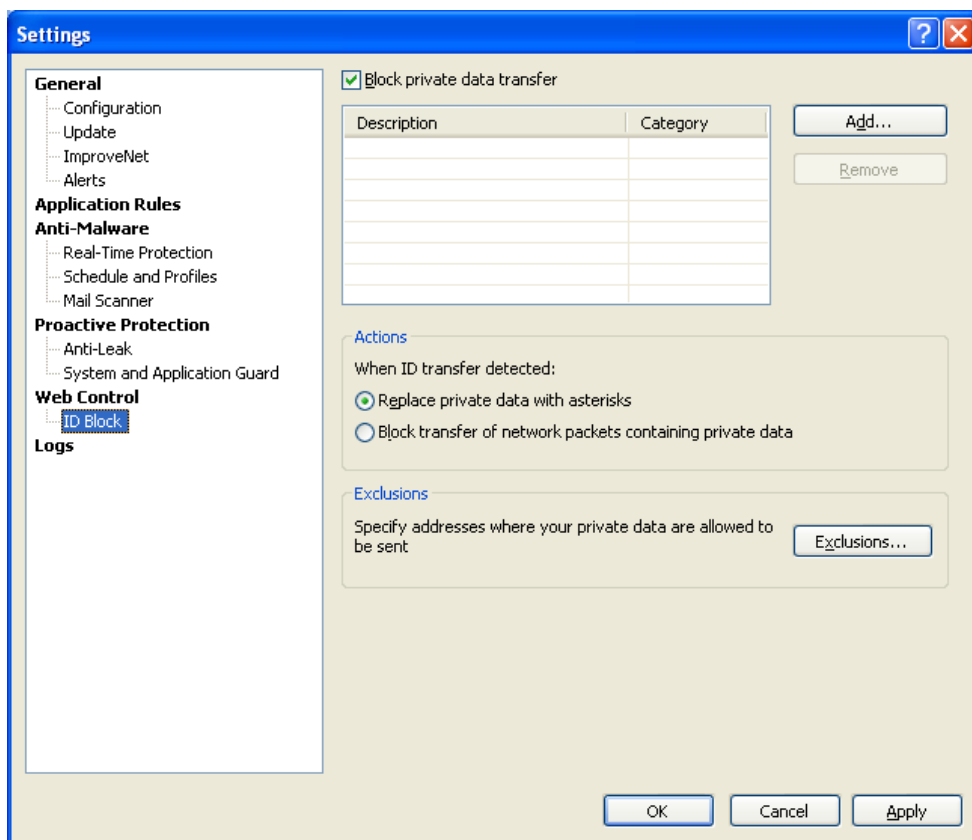 Settings
General
Configuration
Update
ImproveNet
Alerts
Application Rules
Anti-Malware
Real-Time Protection
Schedule and Profiles
Mail Scanner
Proactive Protection
Anti-Leak
System and Application Guard
Web Control
ID Block
Logs
Block private data transfer
Description Category
Add...
Remove
Actions
When ID transfer detected:
Replace private data with asterisks
Block transfer of network packets containing private data
Exclusions
Specify addresses where your private data are allowed to
be sent
Exclusions...
OK Cancel Apply